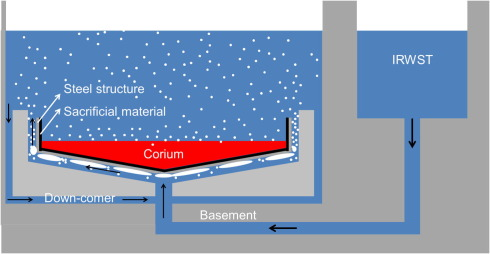 IRWST
Steel structure
Sacrificial material
Corium
Down-comer
Basement